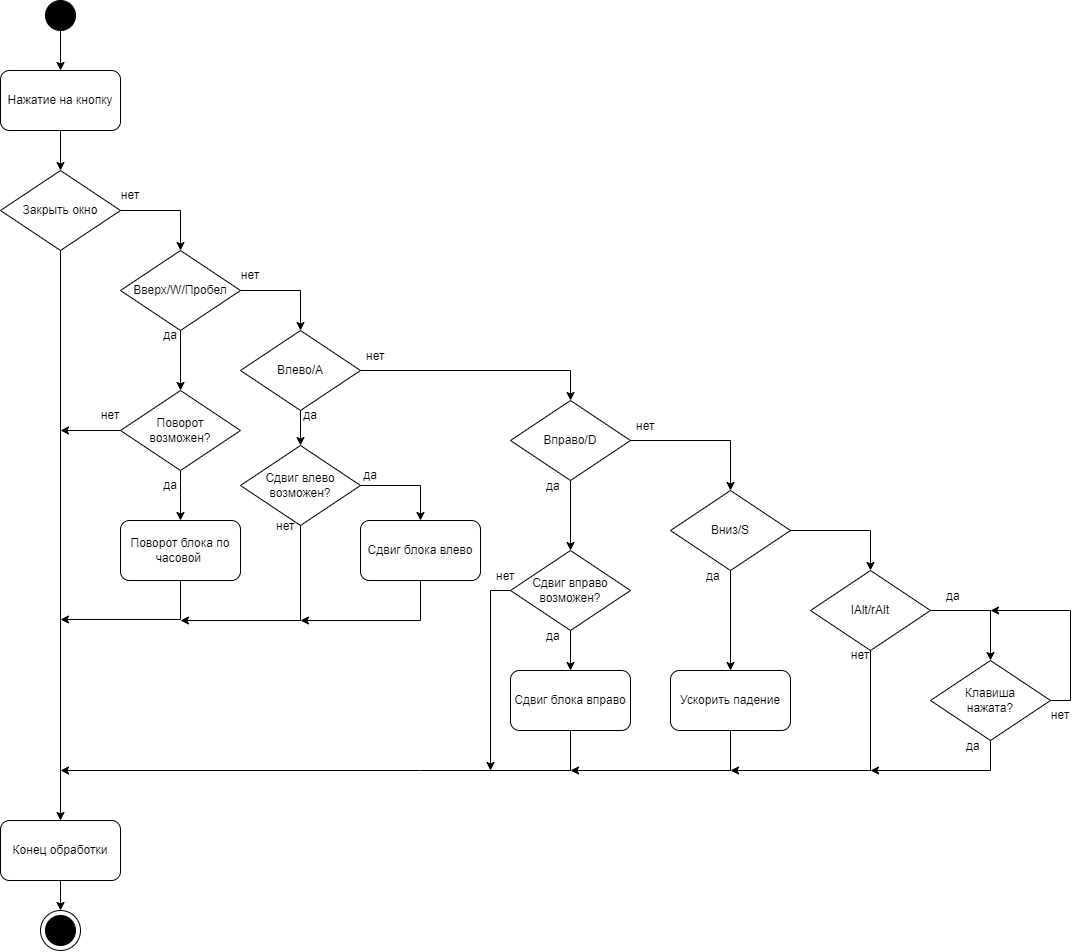 Нажатие на кнопку
нет
Закрыть окно
нет
Вверх/W/Пробел
да
нет
Влево/A
нет
Поворот
возможен?
да
нет
Вправо/D
Сдвиг влево
возможен?
да
да
да
нет
Поворот блока по
часовой
Сдвиг блока влево
Вниз/S
нет
Сдвиг вправо
возможен?
да
lAlt/rAlt
да
да
нет
Сдвиг блока вправо
Ускорить падение
Клавиша
нажата?
нет
да
Конец обработки